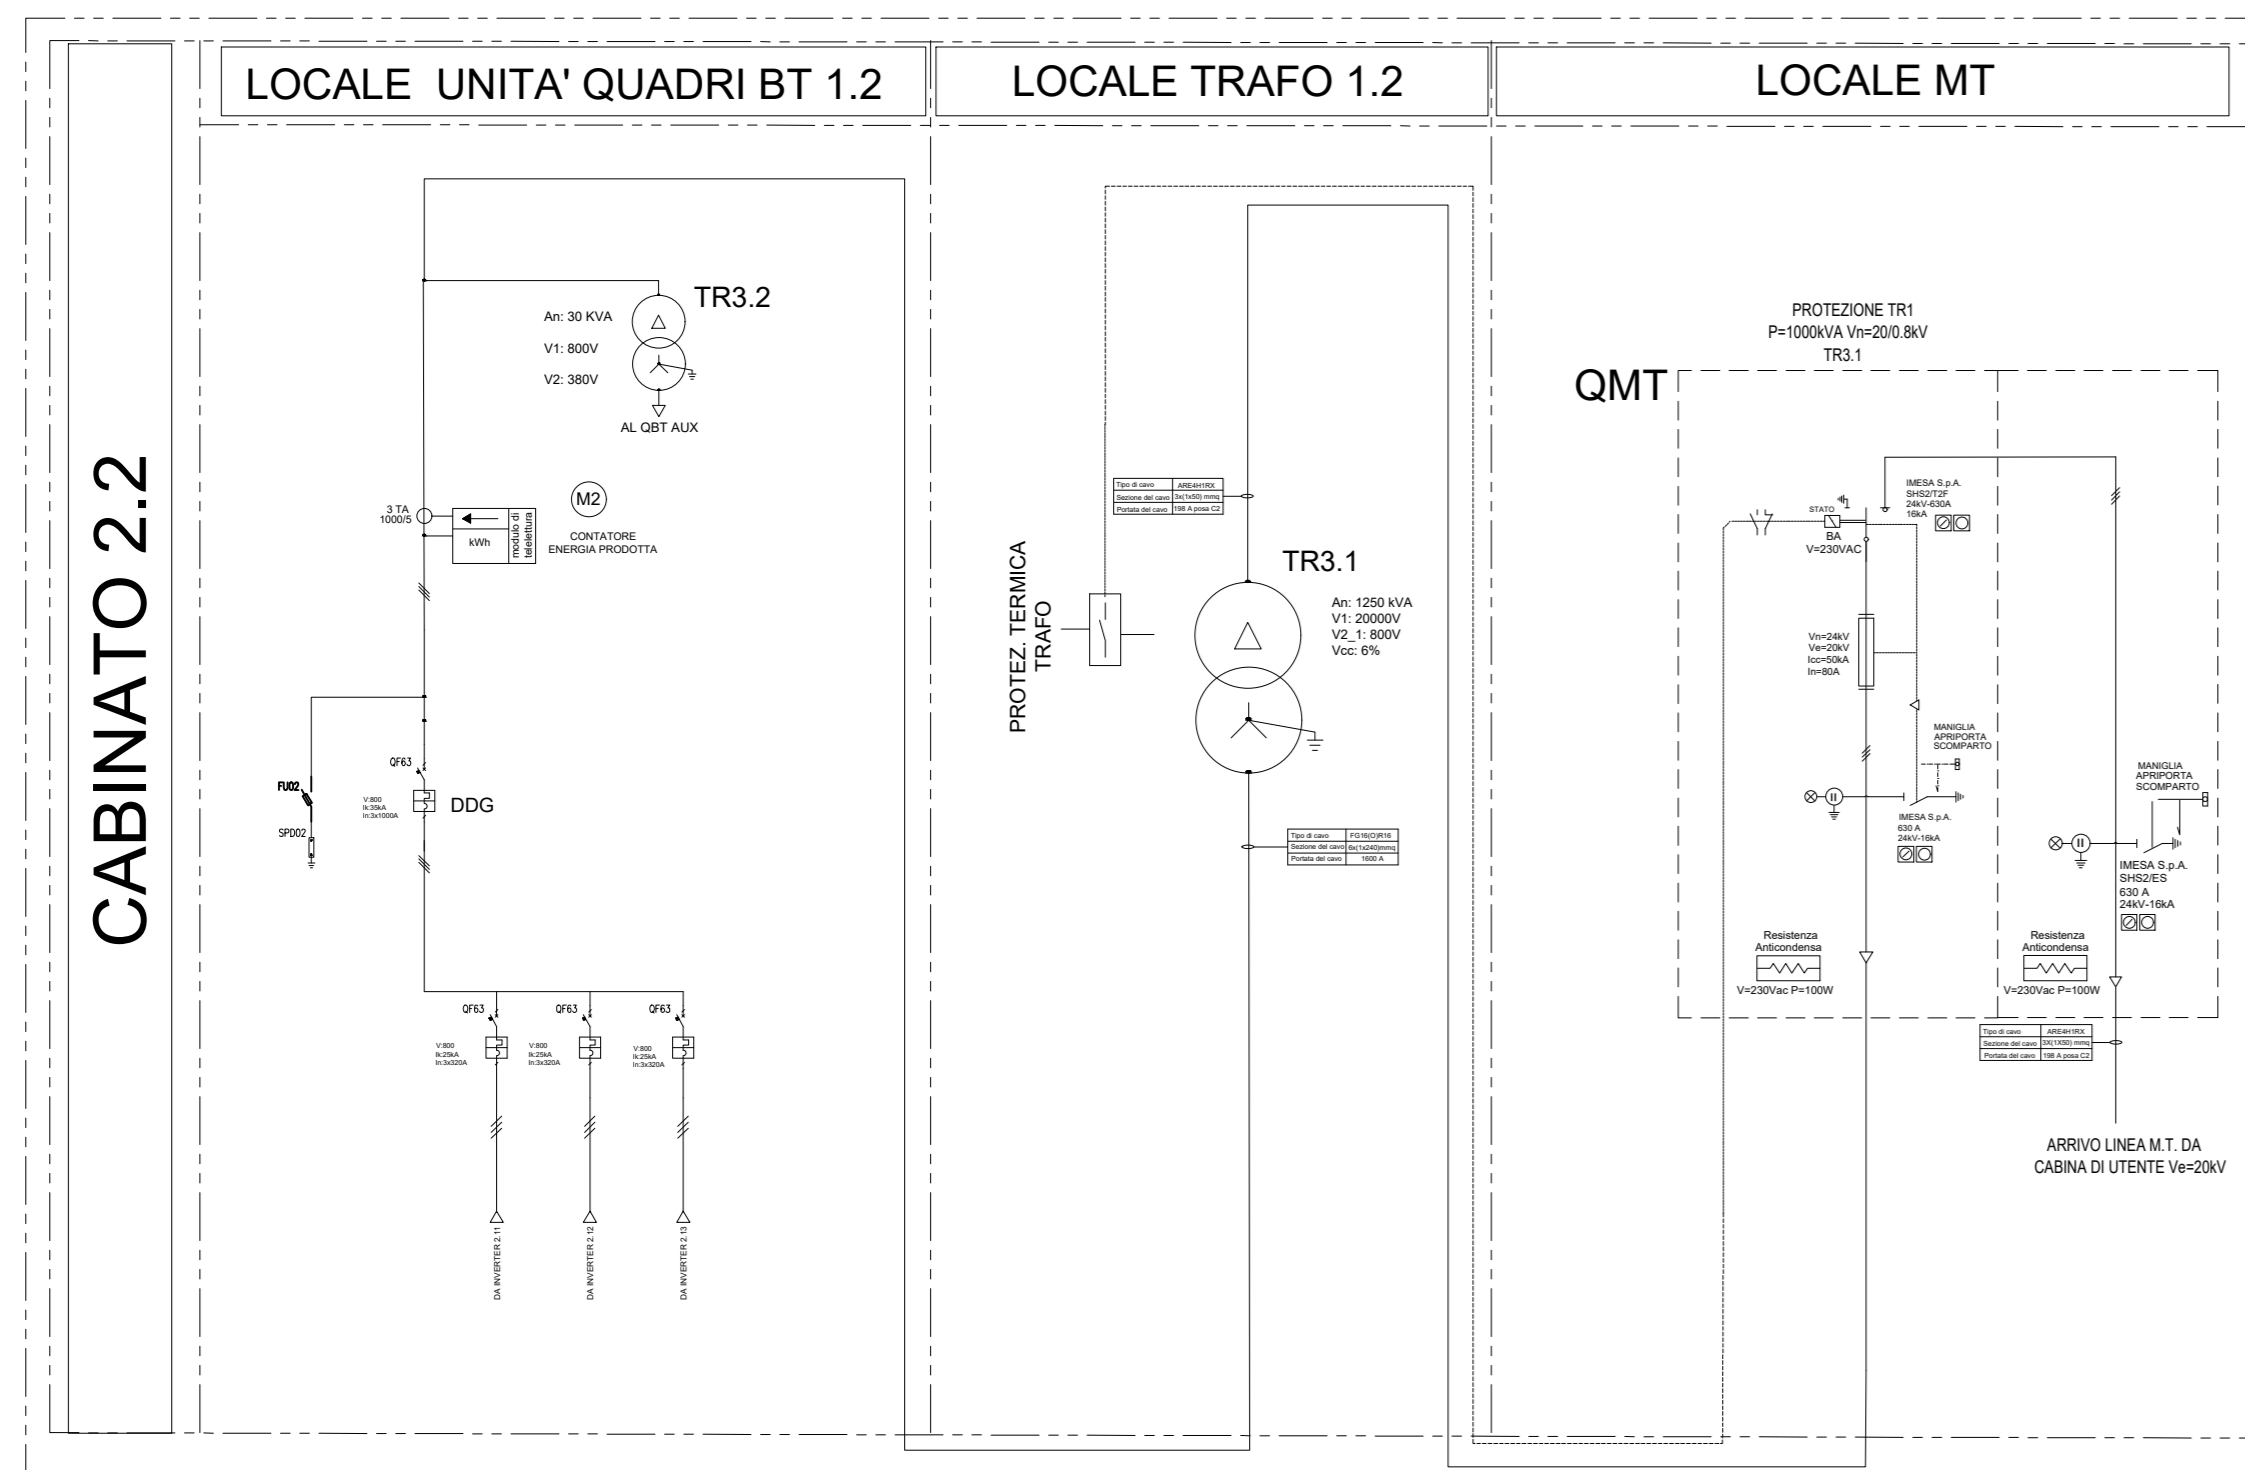 CABINATO 2.2
LOCALE UNITA' QUADRI BT 1.2
LOCALE TRAFO 1.2
LOCALE MT
TR3.2
An: 30 KVA
V1: 800V
V2: 380V
AL QBT AUX
3 TA
1000/5
kWh
modulo di
telelettura
M2
CONTATORE
ENERGIA PRODOTTA
QF63
FU02
V:800
Ik:35kA
In:3x1000A
DDG
SPD02
QF63
QF63
QF63
V:800
Ik:25kA
In:3x320A
V:800
Ik:25kA
In:3x320A
V:800
Ik:25kA
In:3x320A
DA INVERTER 2.11
DA INVERTER 2.12
DA INVERTER 2.13
Tipo di cavo ARE4H1RX
Sezione del cavo 3x(1x50) mmq
Portata del cavo 198 A posa C2
PROTEZ. TERMICA
TRAFO
TR3.1
An: 1250 kVA
V1: 20000V
V2_1: 800V
Vcc: 6%
Tipo di cavo FG16(O)R16
Sezione del cavo 6x(1x240)mmq
Portata del cavo 1600 A
PROTEZIONE TR1
P=1000kVA Vn=20/0.8kV
TR3.1
QMT
IMESA S.p.A.
SHS2/T2F
24kV-630A
16kA
STATO
BA
V=230VAC
Vn=24kV
Ve=20kV
Icc=50kA
In=80A
MANIGLIA
APRIPORTA
SCOMPARTO
IMESA S.p.A.
630 A
24kV-16kA
MANIGLIA
APRIPORTA
SCOMPARTO
IMESA S.p.A.
SHS2/ES
630 A
24kV-16kA
Resistenza
Anticondensa
V=230Vac P=100W
Resistenza
Anticondensa
V=230Vac P=100W
Tipo di cavo ARE4H1RX
Sezione del cavo 3X(1X50) mmq
Portata del cavo 198 A posa C2
ARRIVO LINEA M.T. DA
CABINA DI UTENTE Ve=20kV